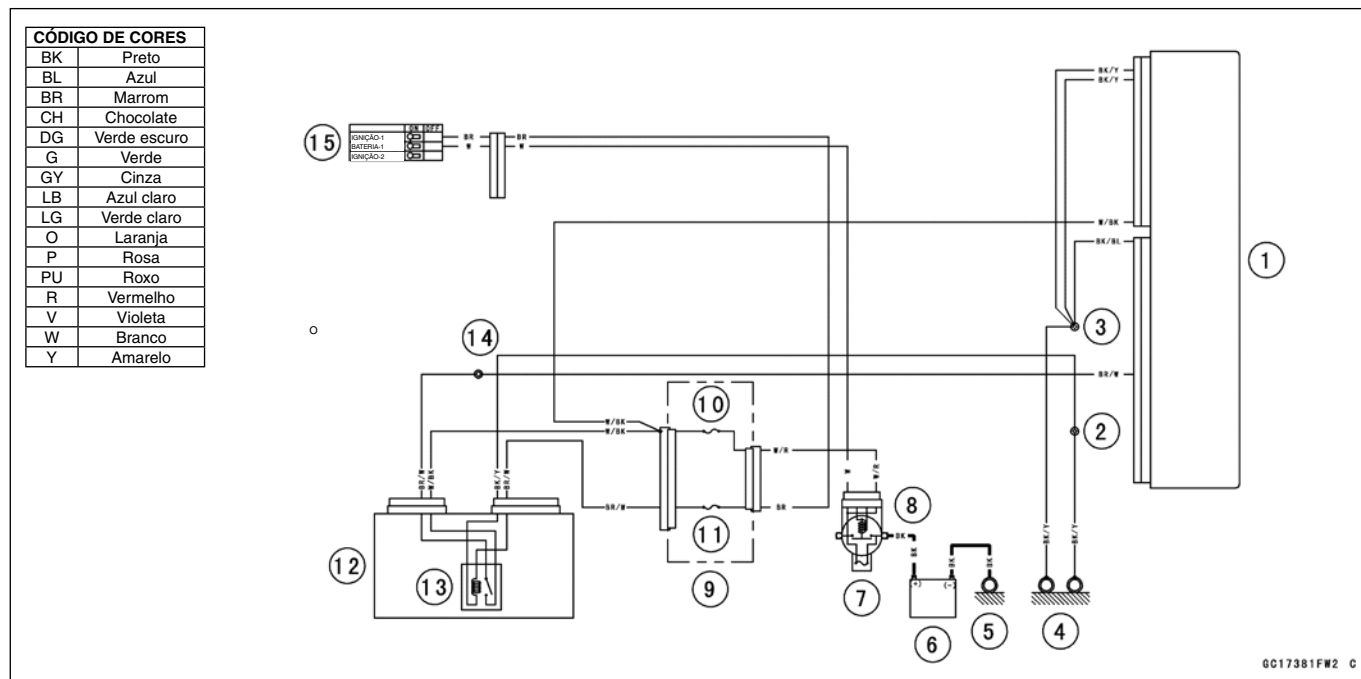 CÓDIGO DE CORES
BK Preto
BL Azul
BR Marrom
CH Chocolate
DG Verde escuro
G Verde
GY Cinza
LB Azul claro
LG Verde claro
O Laranja
P Rosa
PU Roxo
R Vermelho
V Violeta
W Branco
Y Amarelo
BK/Y
BK/Y
ON OFF
15
IGNIÇÃO-1 BR BR
BATERIA-1 W W
IGNIÇÃO-2
W/BK
BK/BL
1
3
O
14
BR/W
10
W/BK
W/BK
2
W/R
BR/W
W/BK
BK/Y
BR/W
W
W/R
8
BR/W
BR
11
BK
BK/Y
BK/Y
12
13
9
7
BK
BK
BK
(+) (-)
6
5
4
GC17381FW2 C